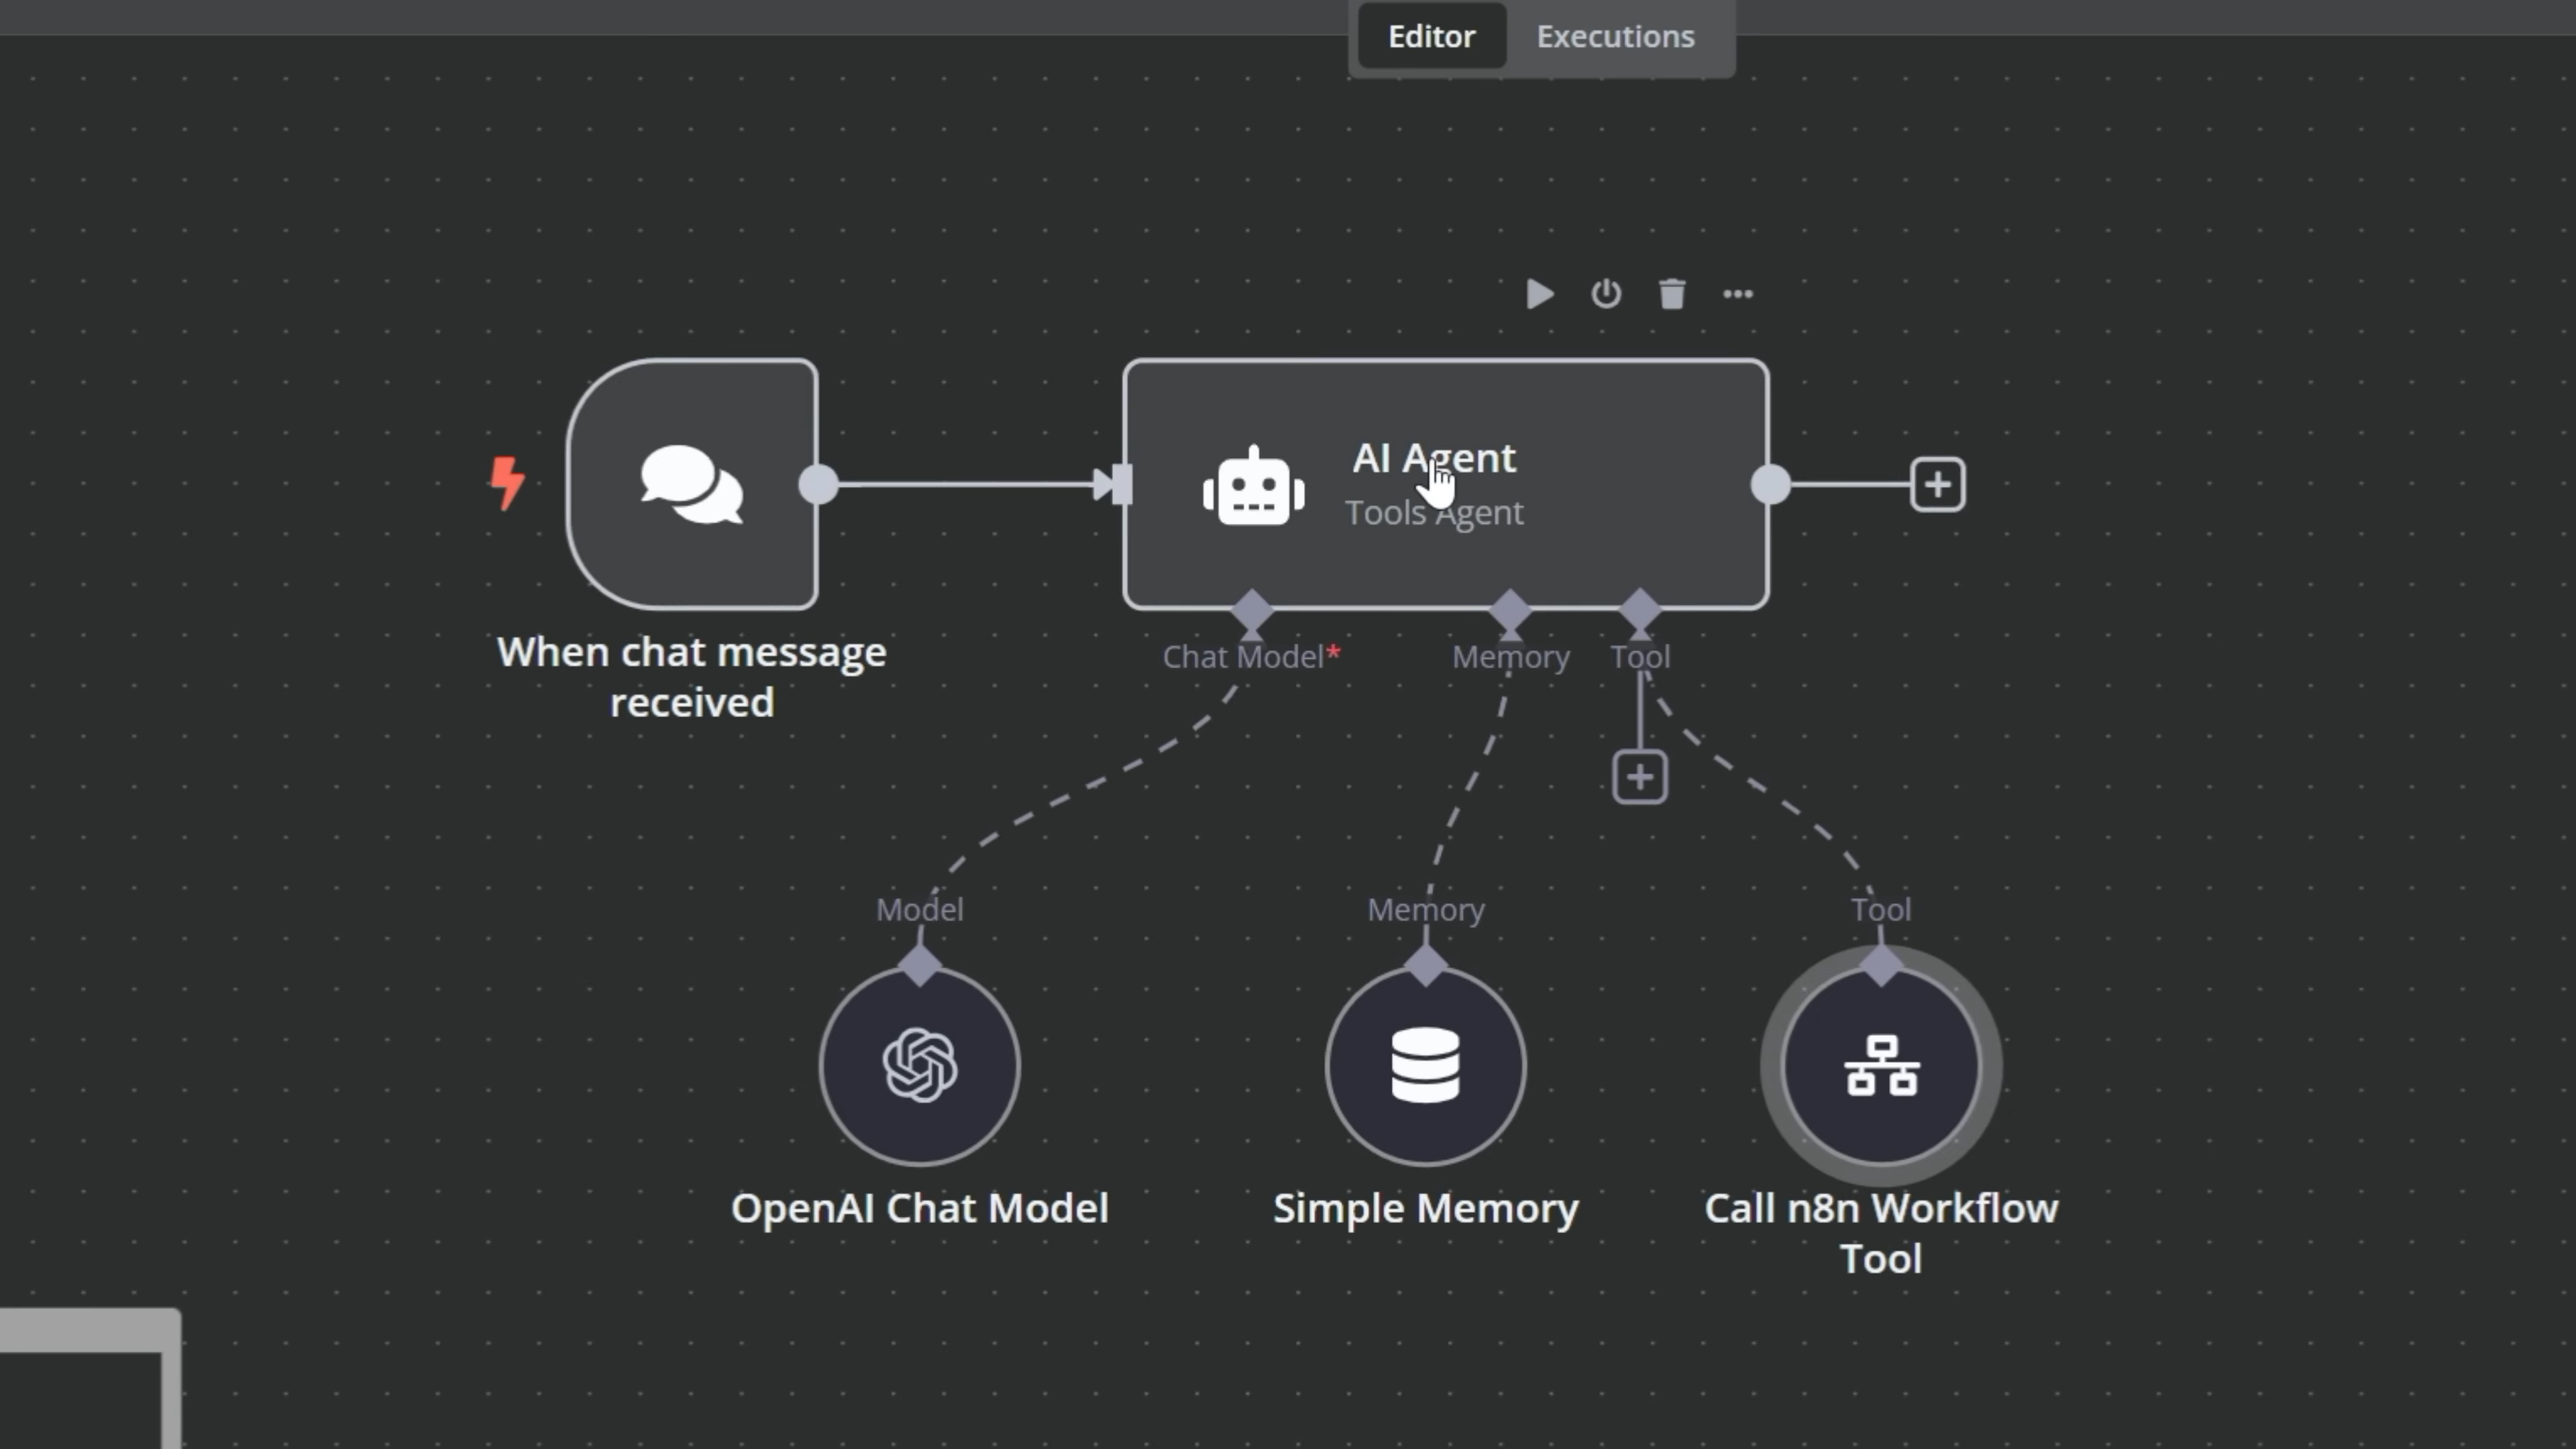 Editor
Executions
AI Agent
Tools Agent
When chat message
received
Chat Model*
Memory
Tool
Model
Memory
Tool
OpenAI Chat Model
Simple Memory
Call n8n Workflow
Tool